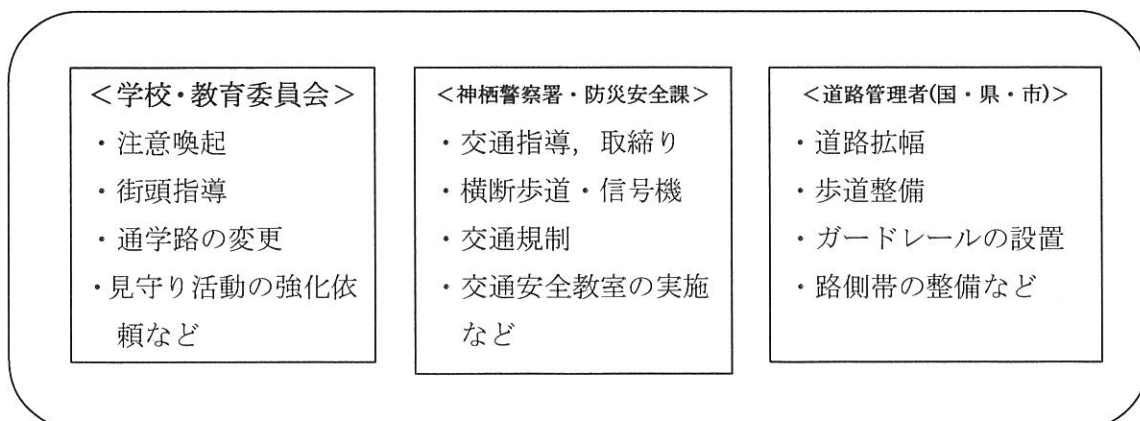 ＜学校・教育委員会＞
・注意喚起
・街頭指導
・通学路の変更
・見守り活動の強化依
頼など
＜神栖警察署・防災安全課＞
・交通指導，取締り
・横断歩道・信号機
・交通規制
・交通安全教室の実施
など
＜道路管理者(国・県・市)＞
・道路拡幅
・歩道整備
・ガードレールの設置
・路側帯の整備など